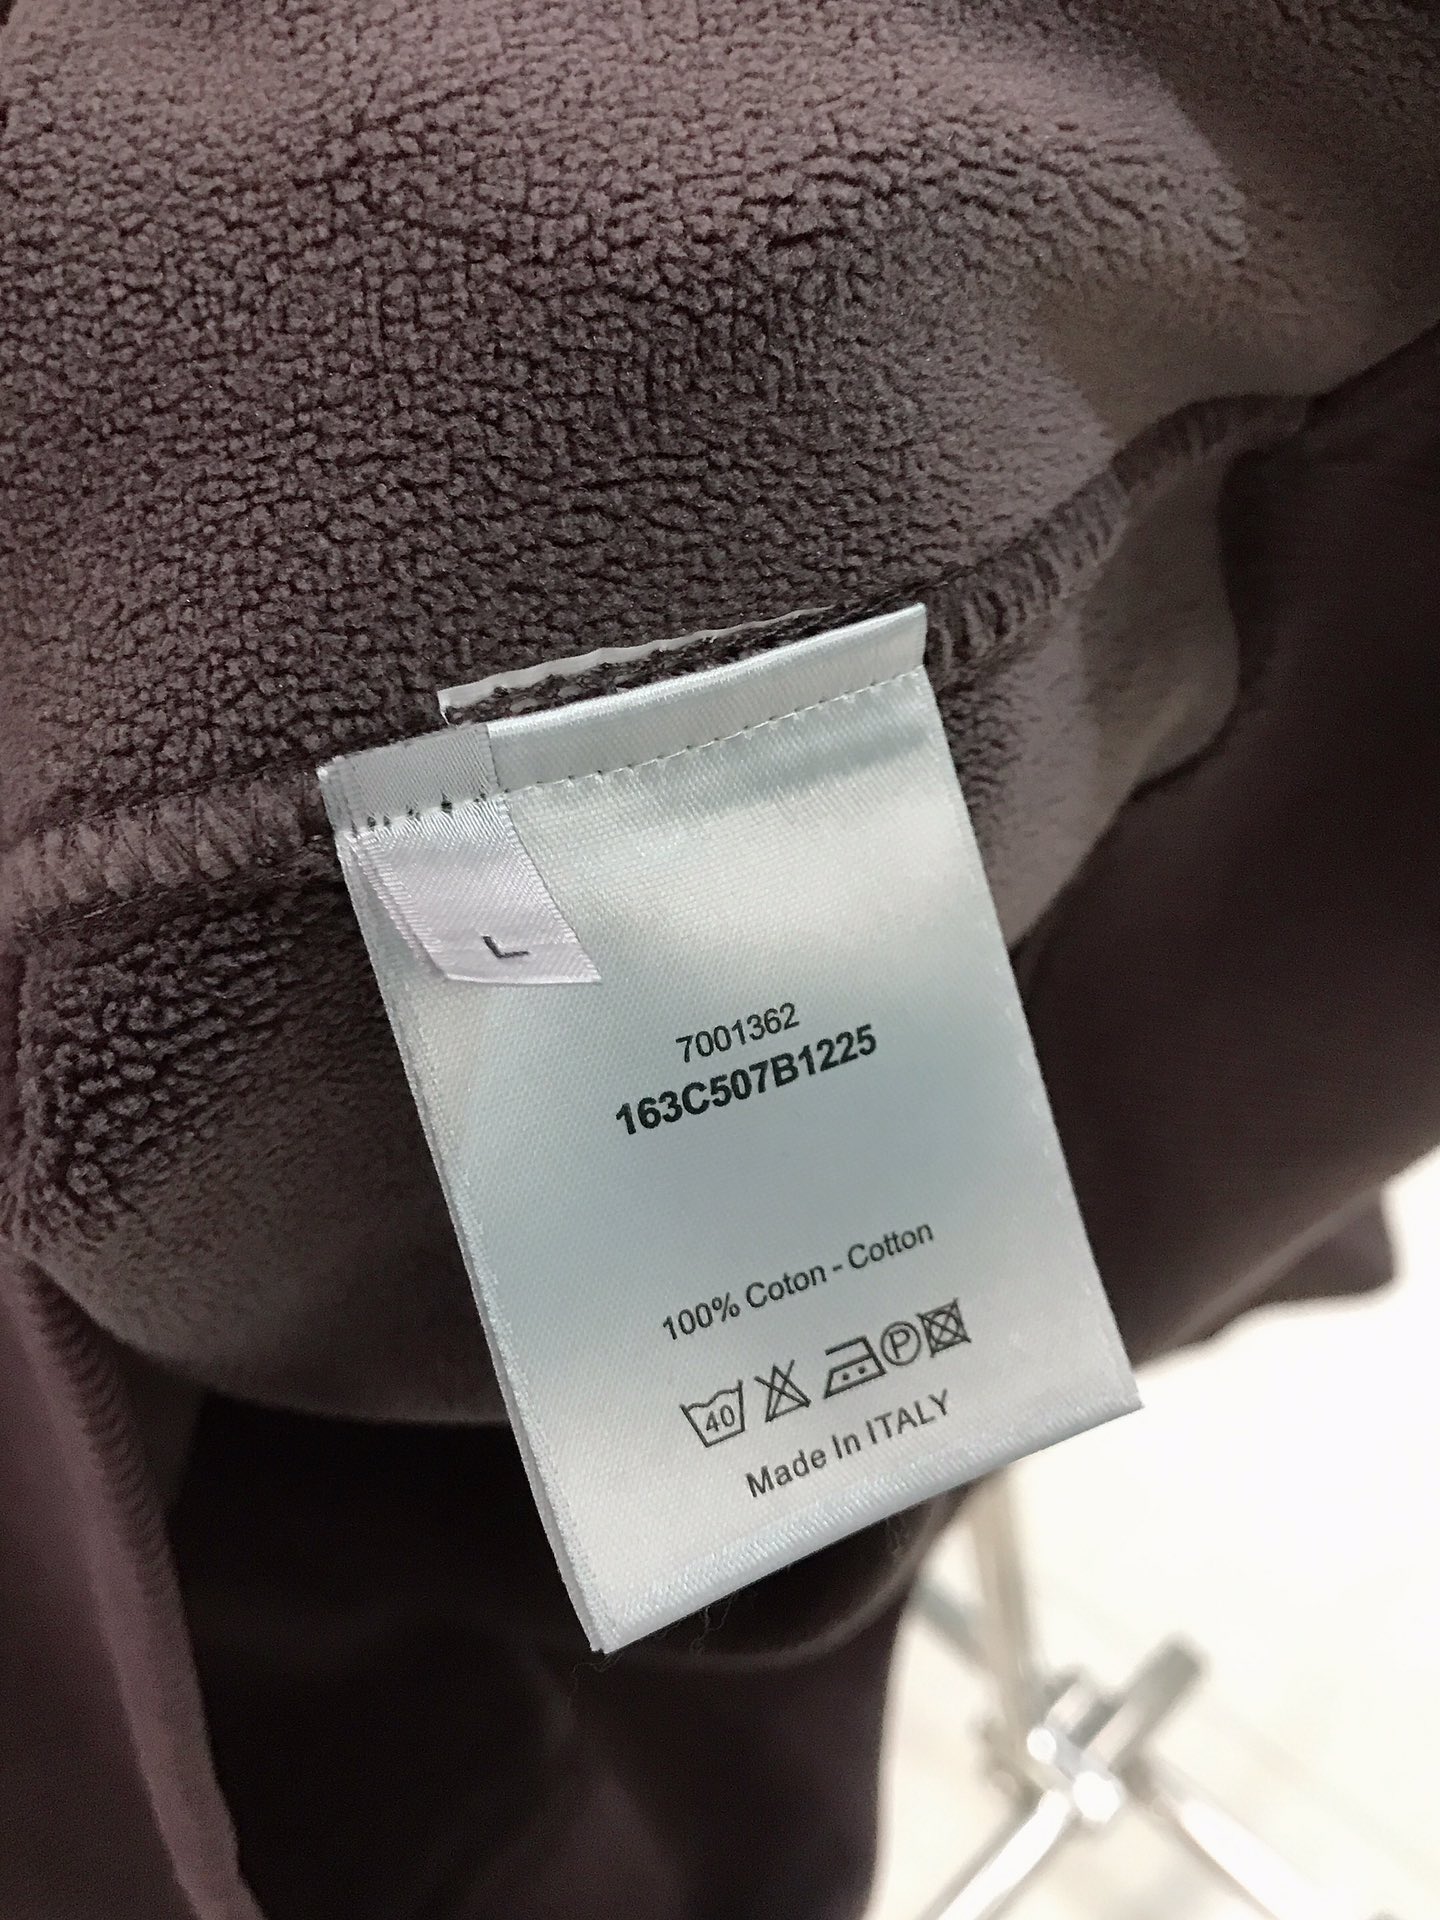 L
7001362
163C507B1225
100% Coton - Cotton
40 P
Made In ITALY